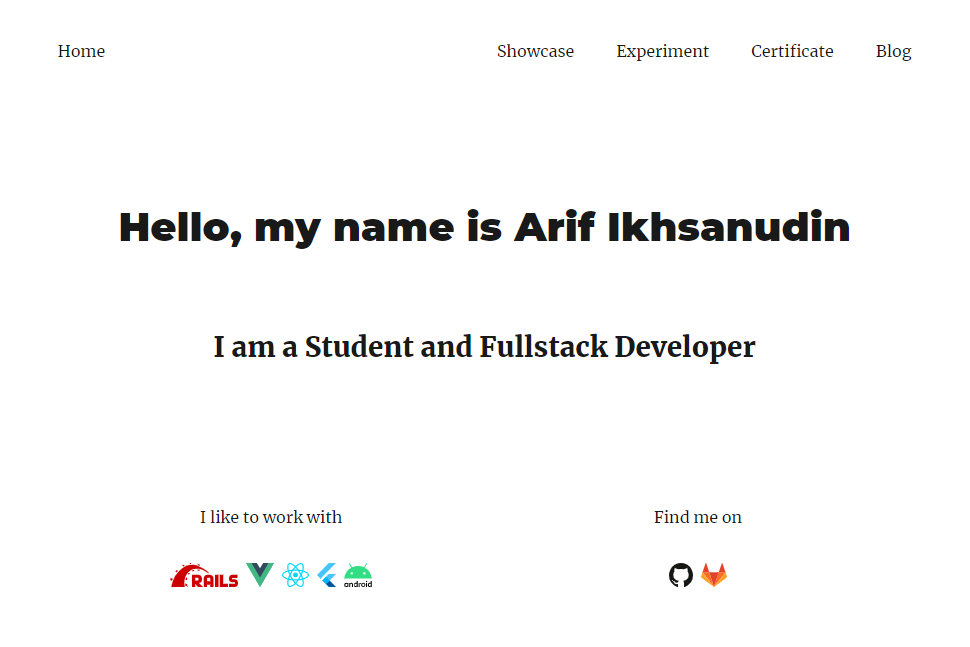 Home Showcase Experiment Certificate Blog
Hello, my name is Arif Ikhsanudin
I am a Student and Fullstack Developer
I like to work with Find me on
RAILS android